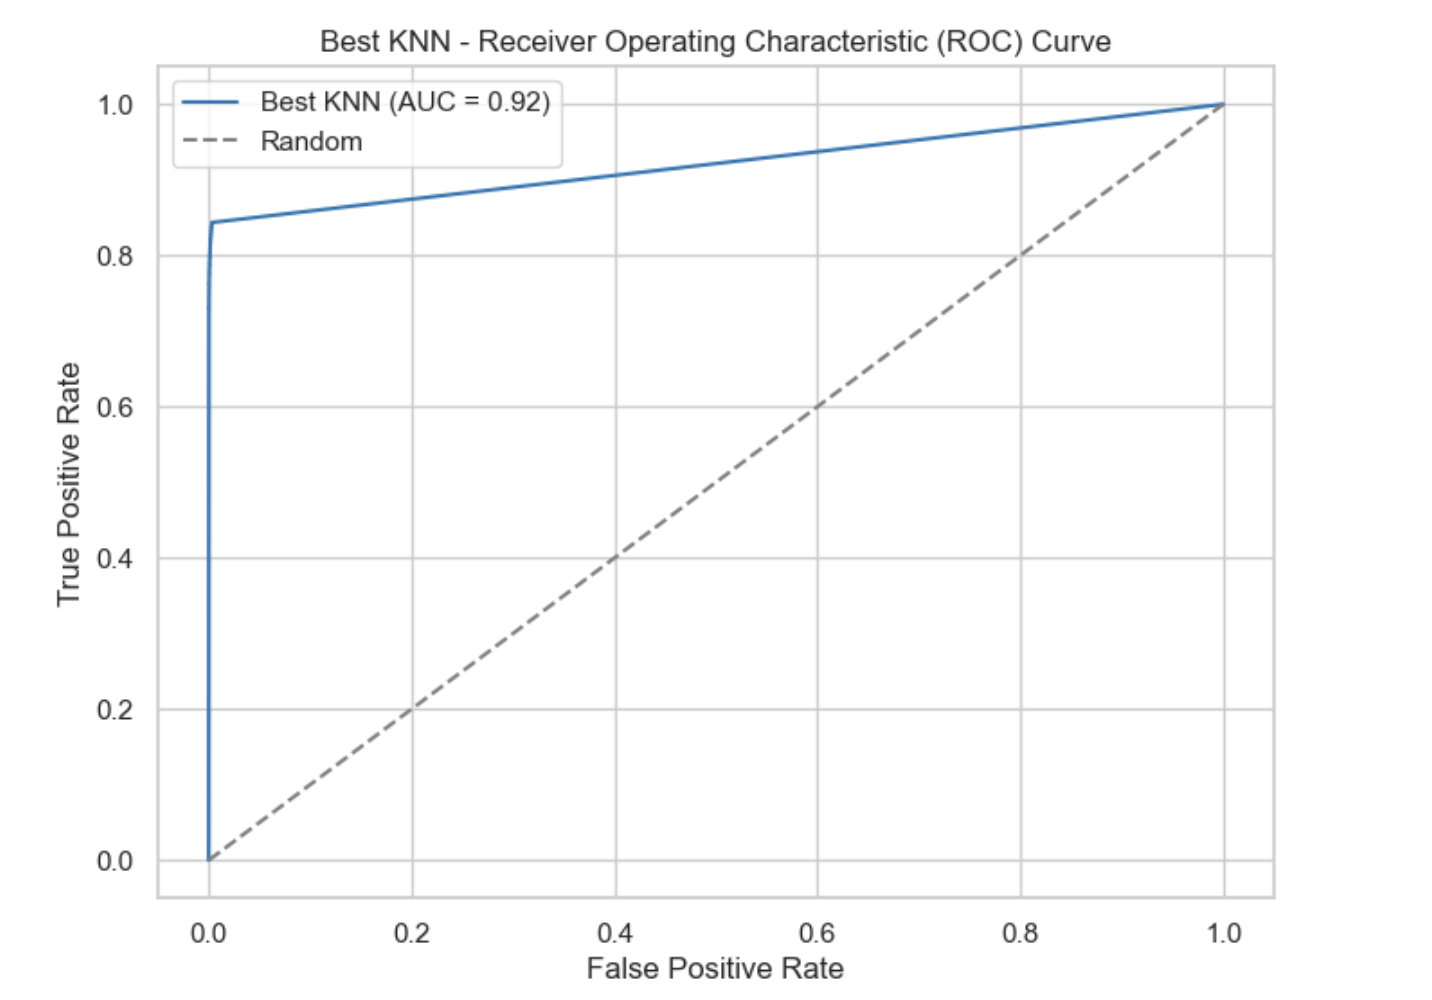 Best KNN - Receiver Operating Characteristic (ROC) Curve
Best KNN (AUC = 0.92)
Random
True Positive Rate
1.0
0.8
0.6
0.4
0.2
0.0
0.0 0.2 0.4 0.6 0.8 1.0
False Positive Rate